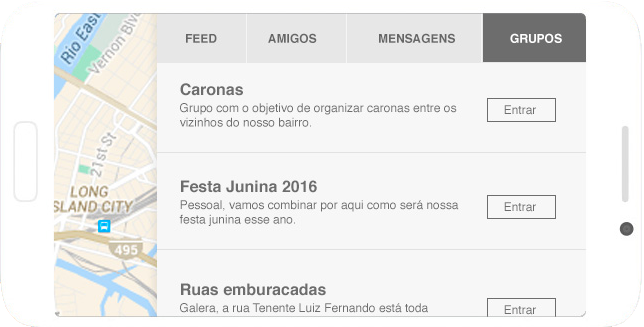 Rio East
Vernon Blv
21st St
LONG
ISLAND CITY
495
FEED
AMIGOS
MENSAGENS
GRUPOS
Caronas
Grupo com o objetivo de organizar caronas entre os
vizinhos do nosso bairro.
Entrar
Festa Junina 2016
Pessoal, vamos combinar por aqui como será nossa
festa junina esse ano.
Entrar
Ruas emburacadas
Galera, a rua Tenente Luiz Fernando está toda
Entrar